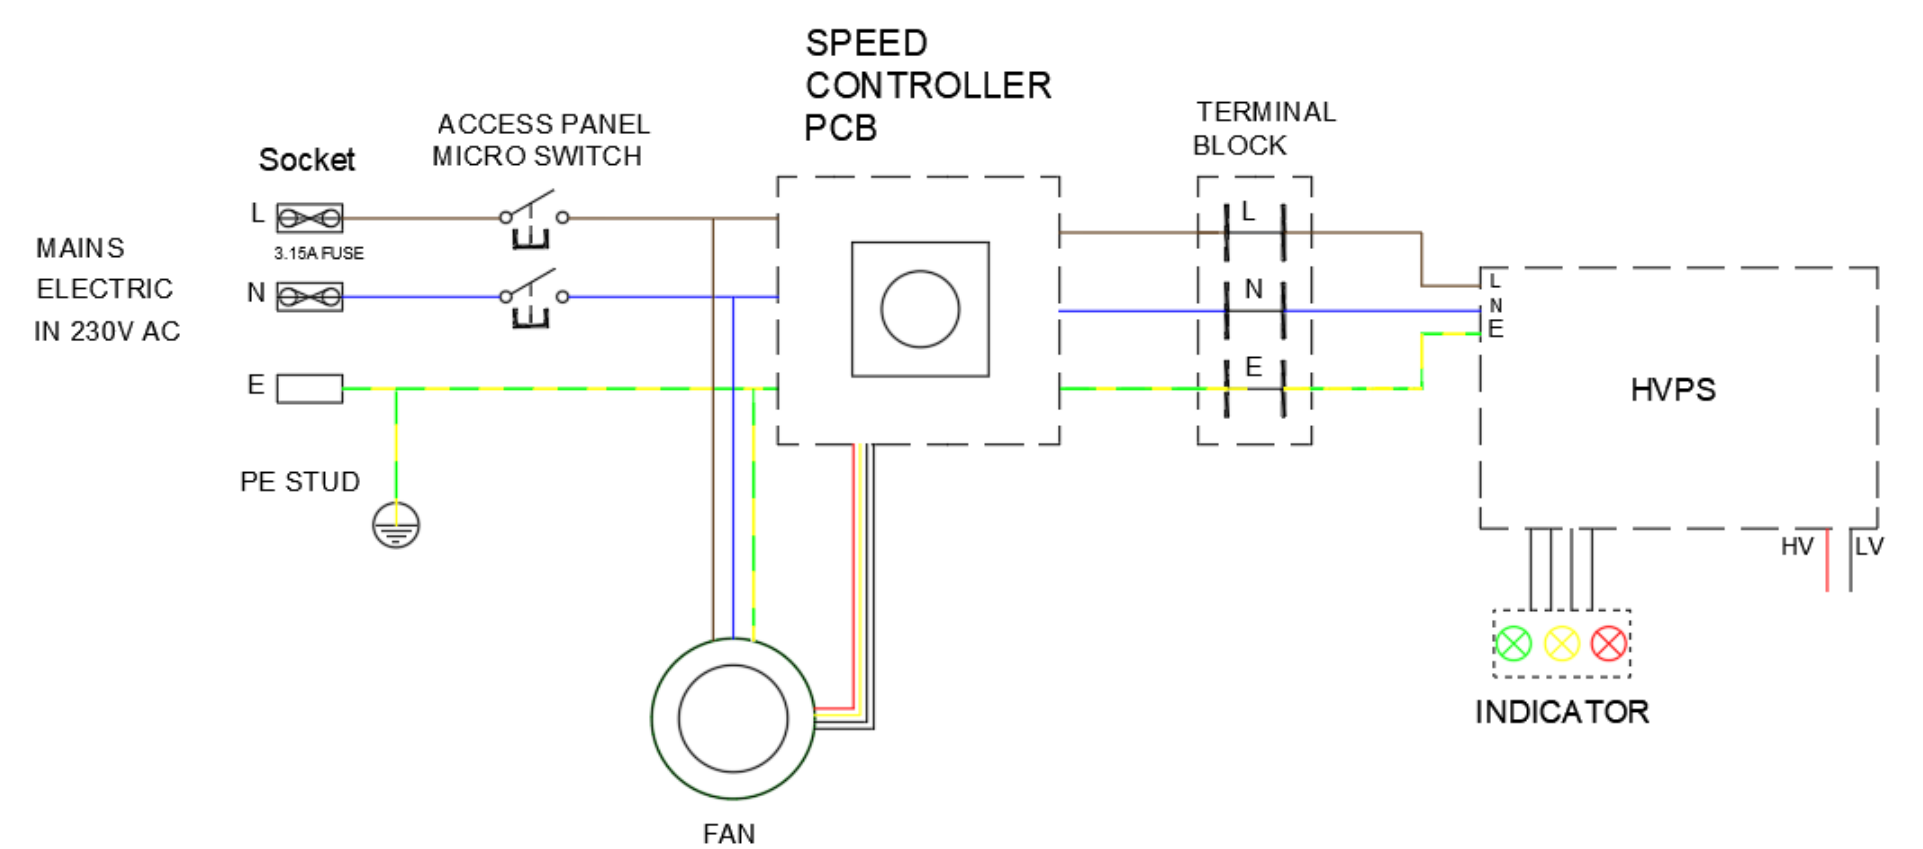 SPEED
CONTROLLER
PCB
ACCESS PANEL
MICRO SWITCH
TERMINAL
BLOCK
Socket
L
3.15A FUSE
N
E
MAINS
ELECTRIC
IN 230V AC
PE STUD
L
N
E
L
N
E
HVPS
HV
LV
INDICATOR
FAN